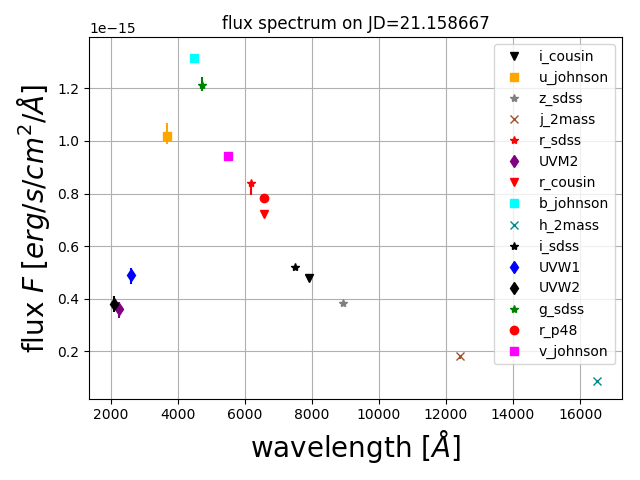 flux spectrum on JD=21.158667
1e−15
flux F [erg/s/cm²/Å]
1.2
1.0
0.8
0.6
0.4
0.2
i_cousin
u_johnson
z_sdss
j_2mass
r_sdss
UVM2
r_cousin
b_johnson
h_2mass
i_sdss
UVW1
UVW2
g_sdss
r_p48
v_johnson
2000 4000 6000 8000 10000 12000 14000 16000
wavelength [Å]